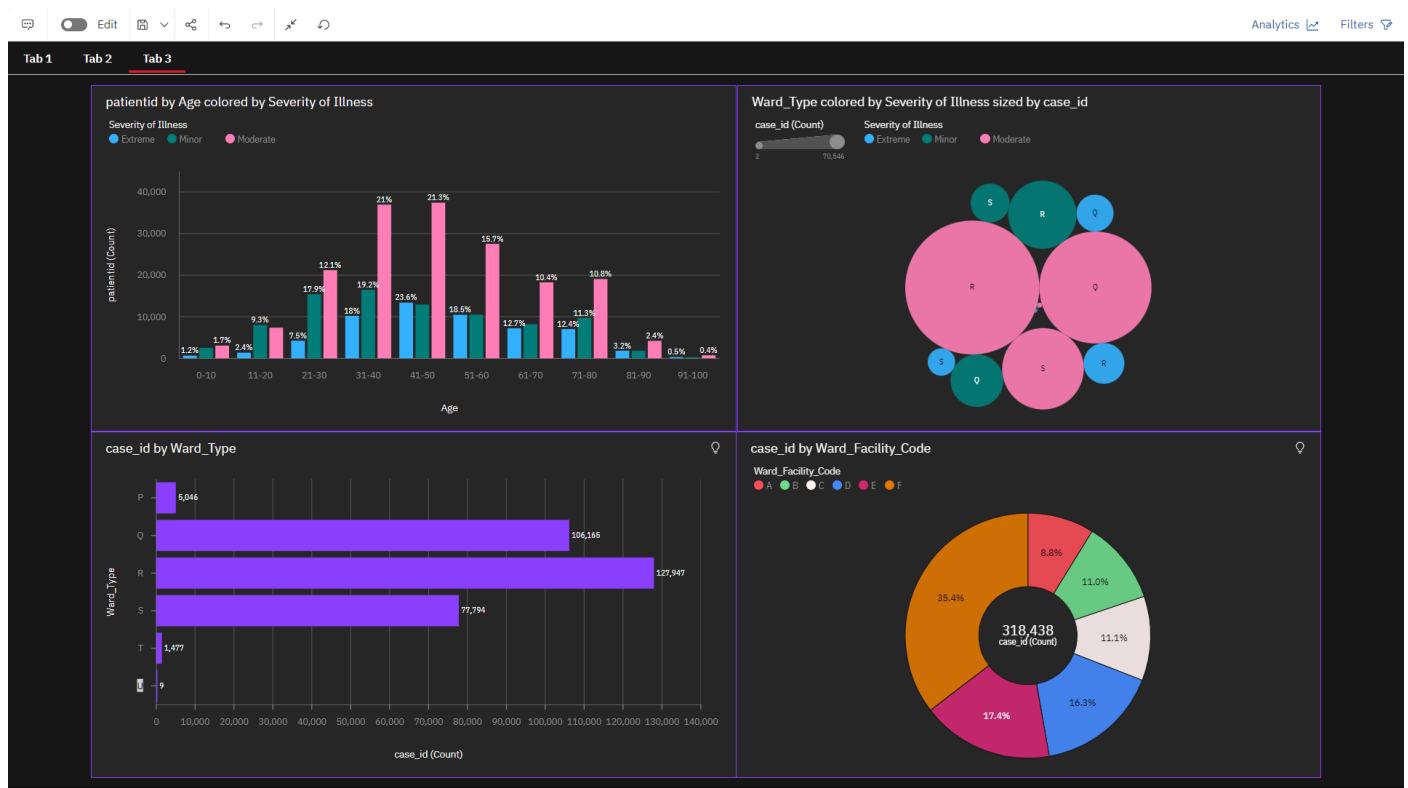 Edit
Analytics
Filters
Tab 1 Tab 2 Tab 3
patientid by Age colored by Severity of Illness
Severity of Illness
Extreme Minor Moderate
patientid (Count)
40,000
30,000
20,000
10,000
0
1.2% 1.7%
2.4% 9.3%
7.5% 17.9% 12.1%
18% 19.2% 21%
23.6% 21.3%
18.5% 15.7%
12.7% 10.4%
12.4% 11.3% 10.8%
3.2% 2.4%
0.5% 0.4%
0-10 11-20 21-30 31-40 41-50 51-60 61-70 71-80 81-90 91-100
Age
Ward_Type colored by Severity of Illness sized by case_id
case_id (Count) Severity of Illness
2 70,546 Extreme Minor Moderate
S R Q
R Q
S S R
Q
case_id by Ward_Type
Ward_Type
P 5,046
Q 106,165
R 127,947
S 77,794
T 1,477
U 9
0 10,000 20,000 30,000 40,000 50,000 60,000 70,000 80,000 90,000 100,000 110,000 120,000 130,000 140,000
case_id (Count)
case_id by Ward_Facility_Code
Ward_Facility_Code
A B C D E F
8.8%
11.0%
11.1%
16.3%
17.4%
35.4%
318,438
case_id (Count)